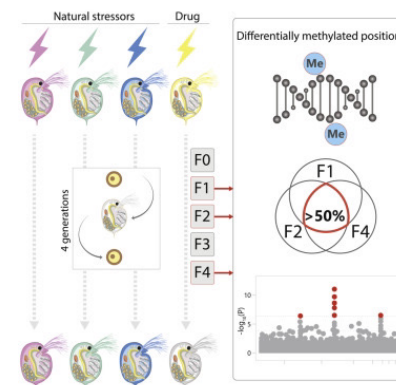 Natural stressors
Drug
Differentially methylated position
Me
Me
4 generations
F0
F1
F2
F3
F4
F1
>50%
F2
F4
-log10(P)
10
5
0